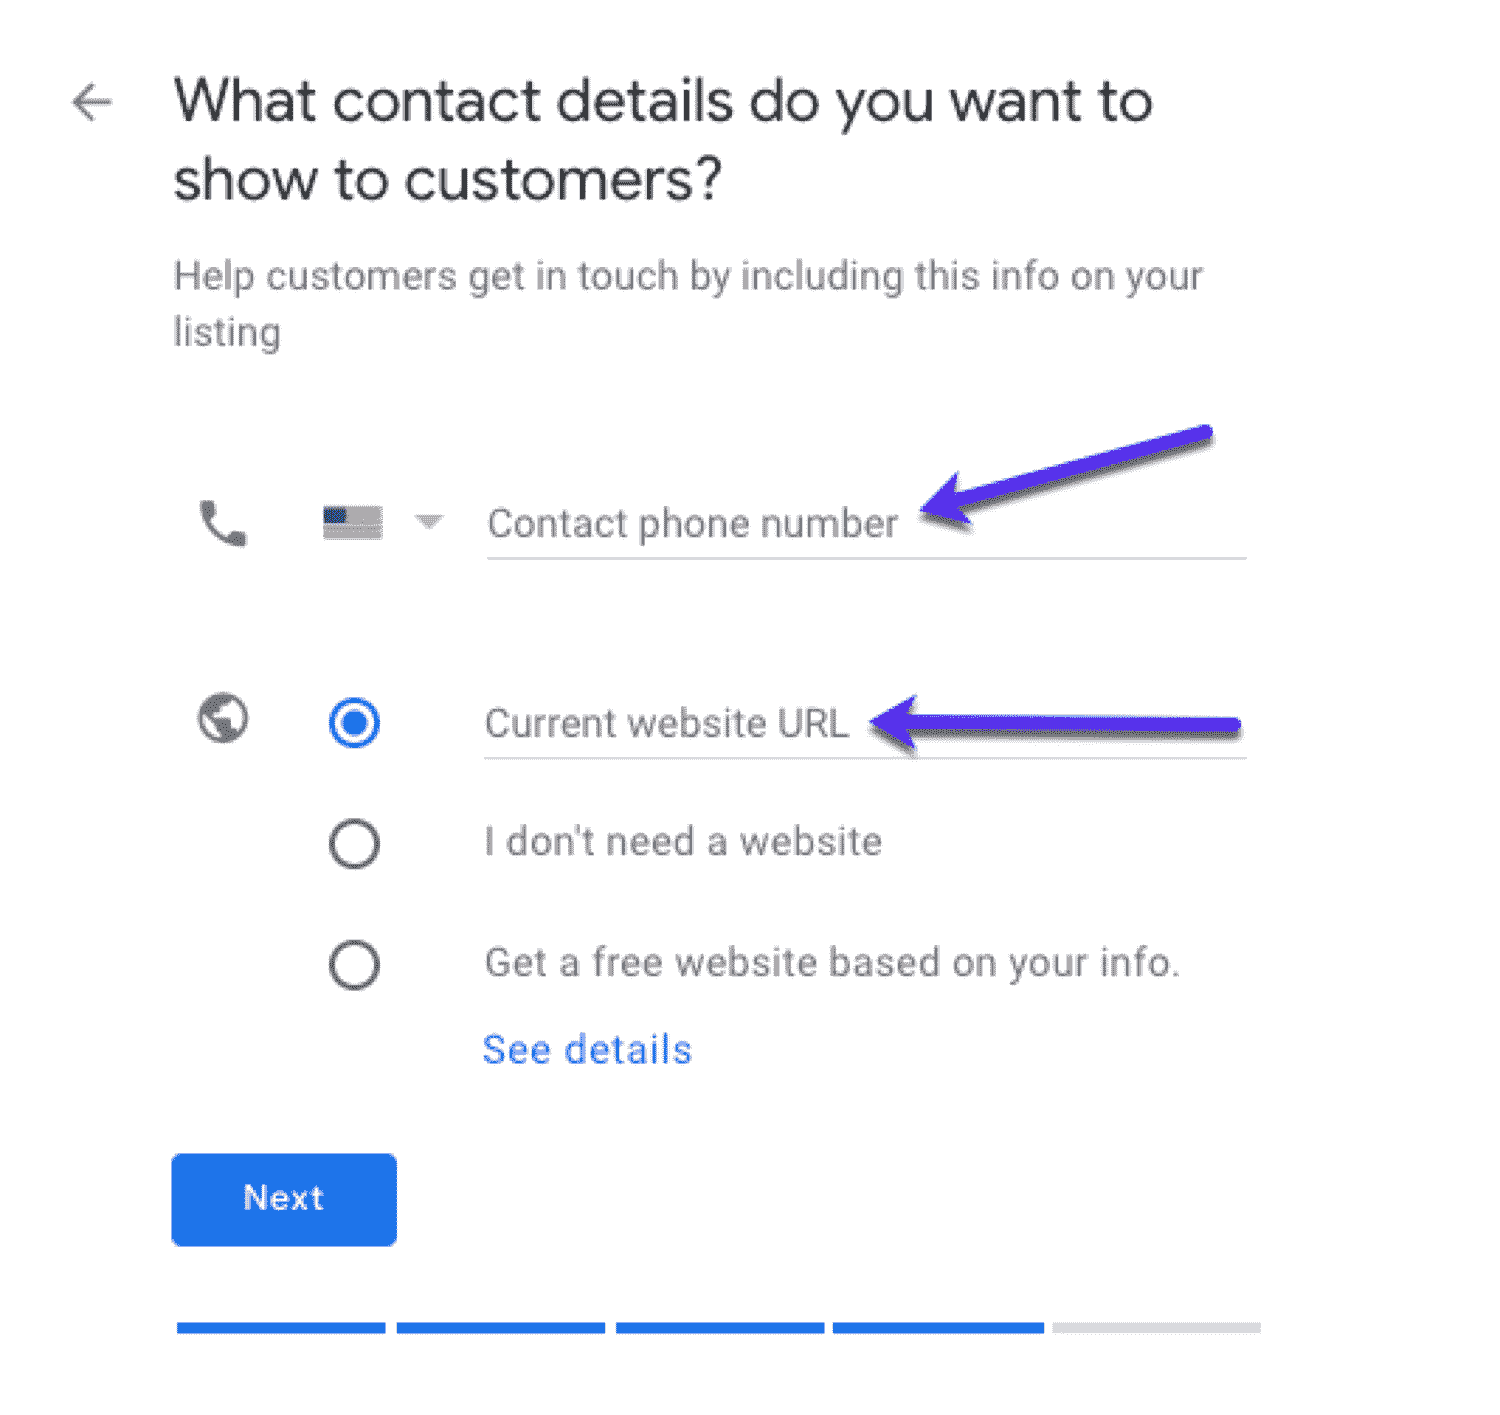 What contact details do you want to
show to customers?
Help customers get in touch by including this info on your
listing
Contact phone number
Current website URL
I don't need a website
Get a free website based on your info.
See details
Next